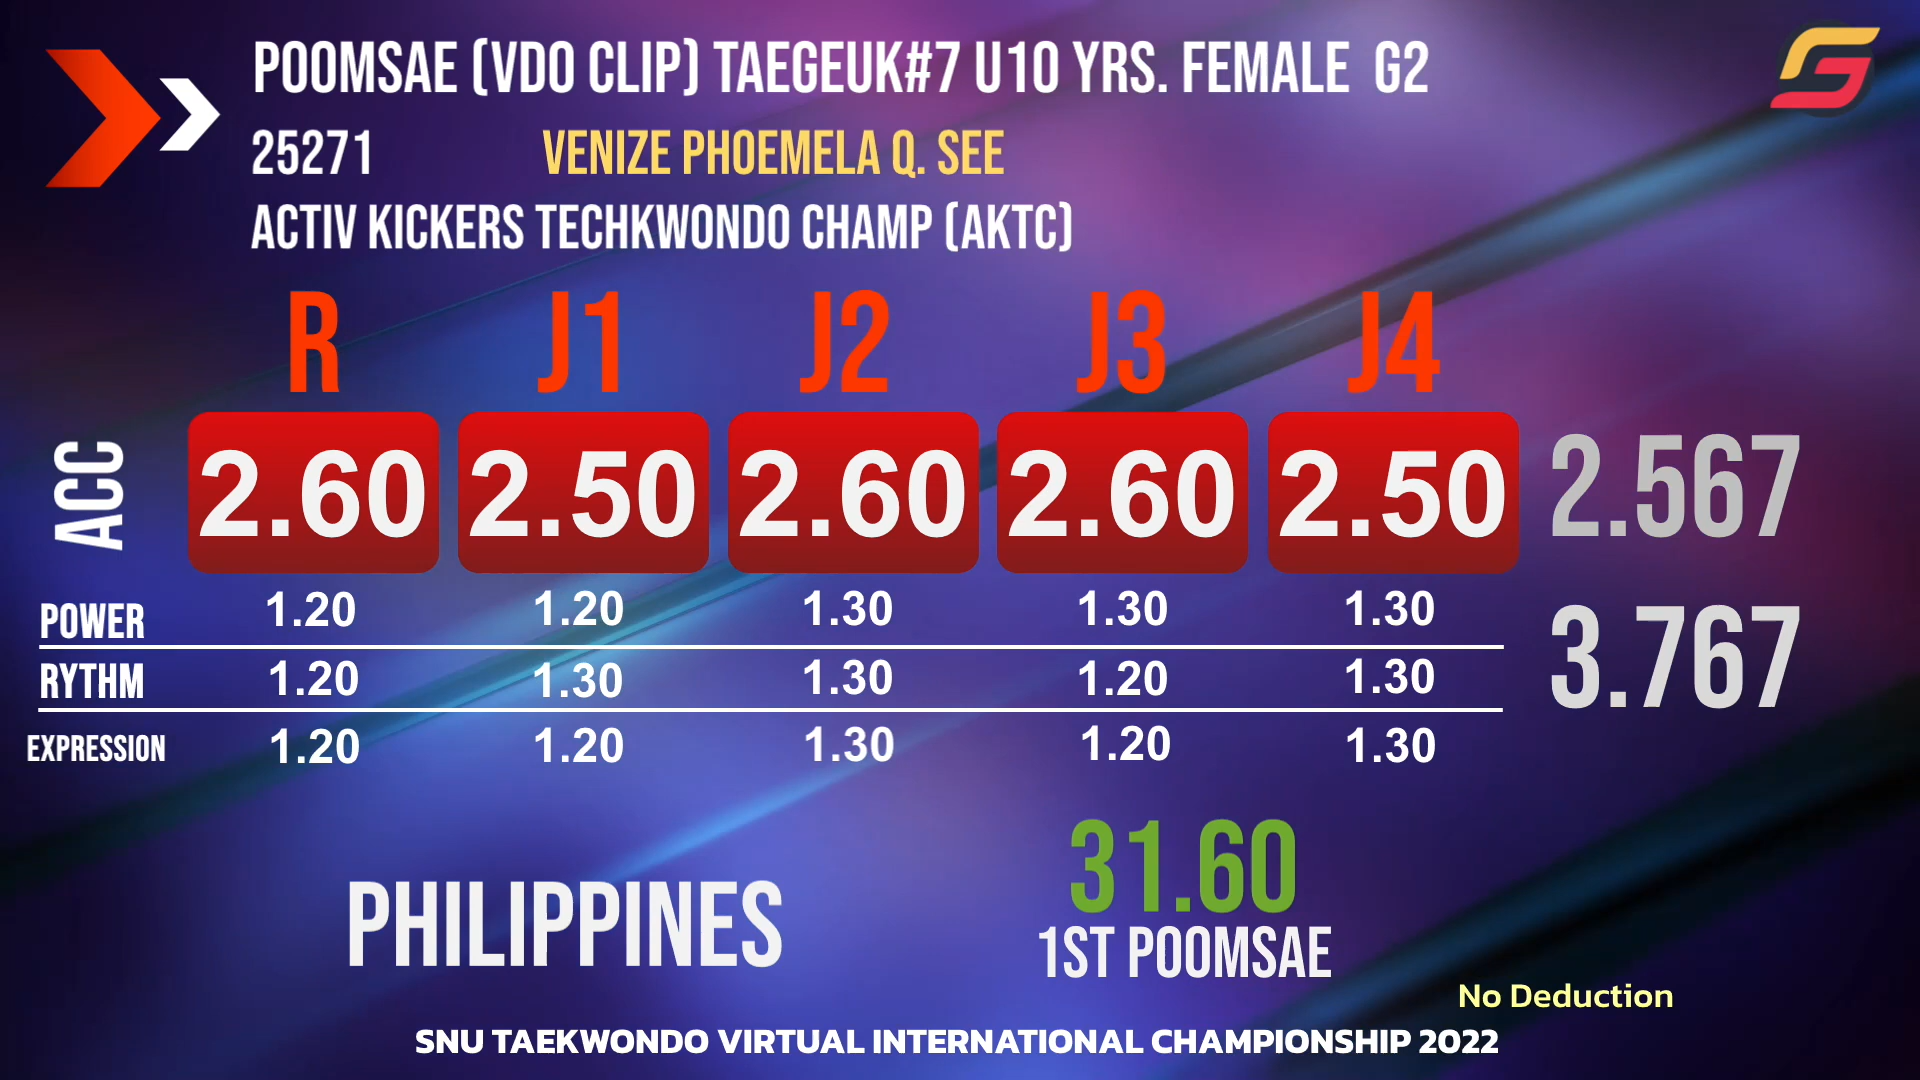 POOMSAE (VDO CLIP) TAEGEUK#7 U10 YRS. FEMALE G2
25271 VENIZE PHOEMELA Q. SEE
ACTIV KICKERS TECHKWONDO CHAMP (AKTC)
R J1 J2 J3 J4
ACC 2.60 2.50 2.60 2.60 2.50 2.567
POWER 1.20 1.20 1.30 1.30 1.30
3.767
RYTHM 1.20 1.30 1.30 1.20 1.30
EXPRESSION 1.20 1.20 1.30 1.20 1.30
31.60
PHILIPPINES
1ST POOMSAE
No Deduction
SNU TAEKWONDO VIRTUAL INTERNATIONAL CHAMPIONSHIP 2022